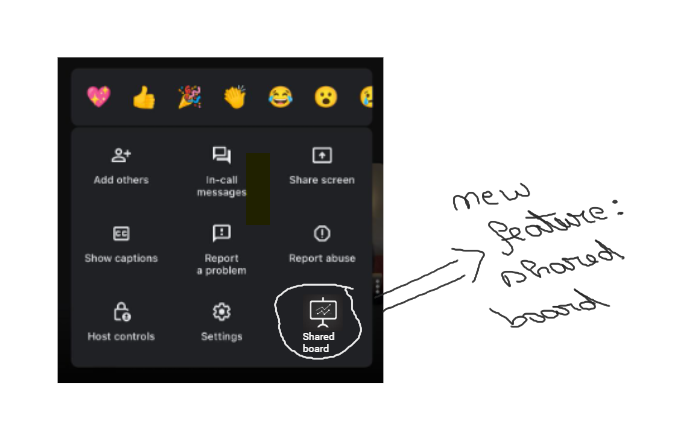 Add others
In-call
messages
Share screen
Show captions
Report
a problem
Report abuse
Host controls
Settings
Shared
board
new
feature:
shared
board